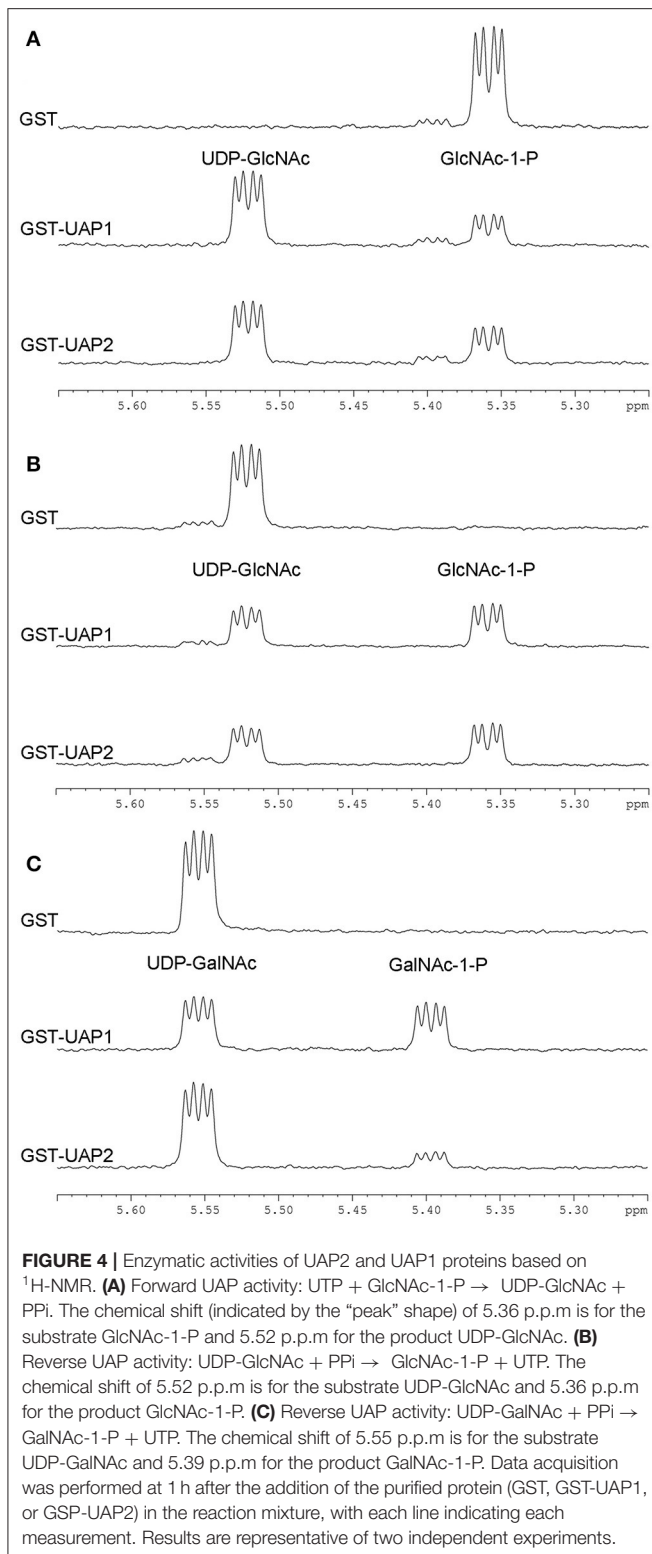 A
GST
UDP-GlcNAc GlcNAc-1-P
GST-UAP1
GST-UAP2
5.60 5.55 5.50 5.45 5.40 5.35 5.30 ppm
B
GST
UDP-GlcNAc GlcNAc-1-P
GST-UAP1
GST-UAP2
5.60 5.55 5.50 5.45 5.40 5.35 5.30 ppm
C
GST
UDP-GalNAc GalNAc-1-P
GST-UAP1
GST-UAP2
5.60 5.55 5.50 5.45 5.40 5.35 5.30 ppm
FIGURE 4 | Enzymatic activities of UAP2 and UAP1 proteins based on
¹H-NMR. (A) Forward UAP activity: UTP + GlcNAc-1-P → UDP-GlcNAc +
PPi. The chemical shift (indicated by the “peak” shape) of 5.36 p.p.m is for the
substrate GlcNAc-1-P and 5.52 p.p.m for the product UDP-GlcNAc. (B)
Reverse UAP activity: UDP-GlcNAc + PPi → GlcNAc-1-P + UTP. The
chemical shift of 5.52 p.p.m is for the substrate UDP-GlcNAc and 5.36 p.p.m
for the product GlcNAc-1-P. (C) Reverse UAP activity: UDP-GalNAc + PPi →
GalNAc-1-P + UTP. The chemical shift of 5.55 p.p.m is for the substrate
UDP-GalNAc and 5.39 p.p.m for the product GalNAc-1-P. Data acquisition
was performed at 1 h after the addition of the purified protein (GST, GST-UAP1,
or GSP-UAP2) in the reaction mixture, with each line indicating each
measurement. Results are representative of two independent experiments.